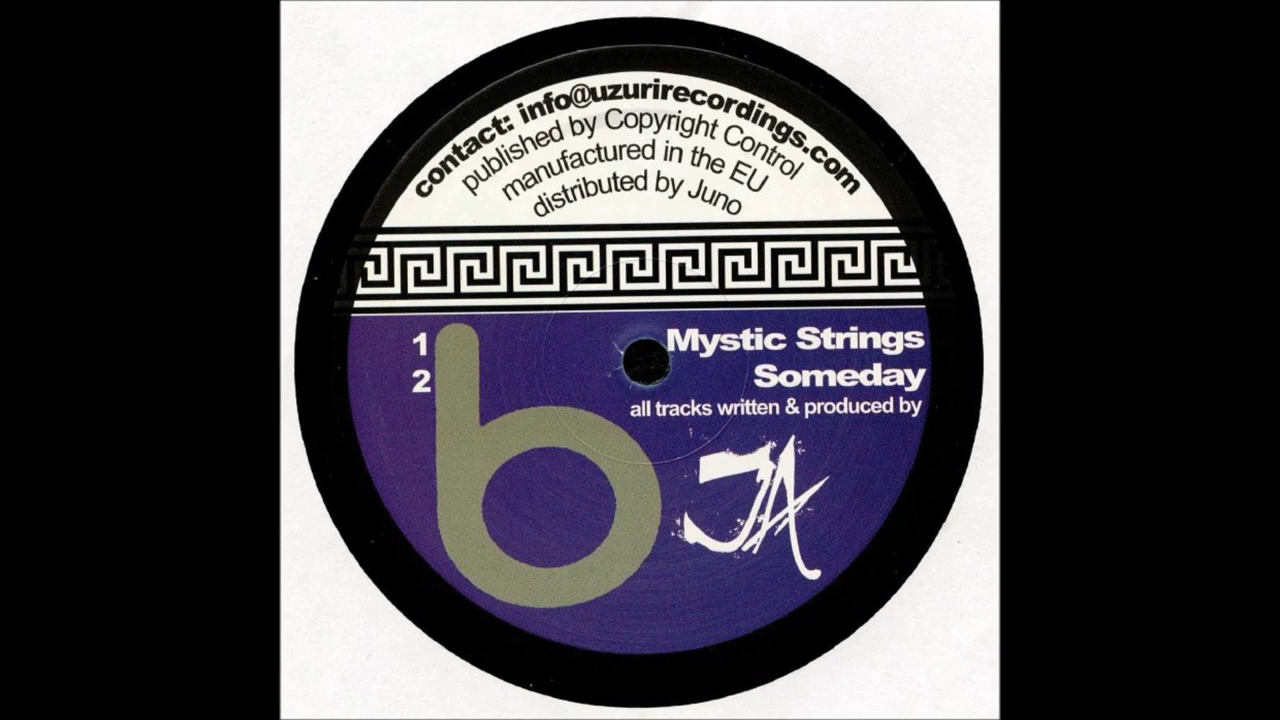 contact: info@uzurirecordings.com
published by Copyright Control
manufactured in the EU
distributed by Juno
1 Mystic Strings
2 Someday
all tracks written & produced by
b
JA